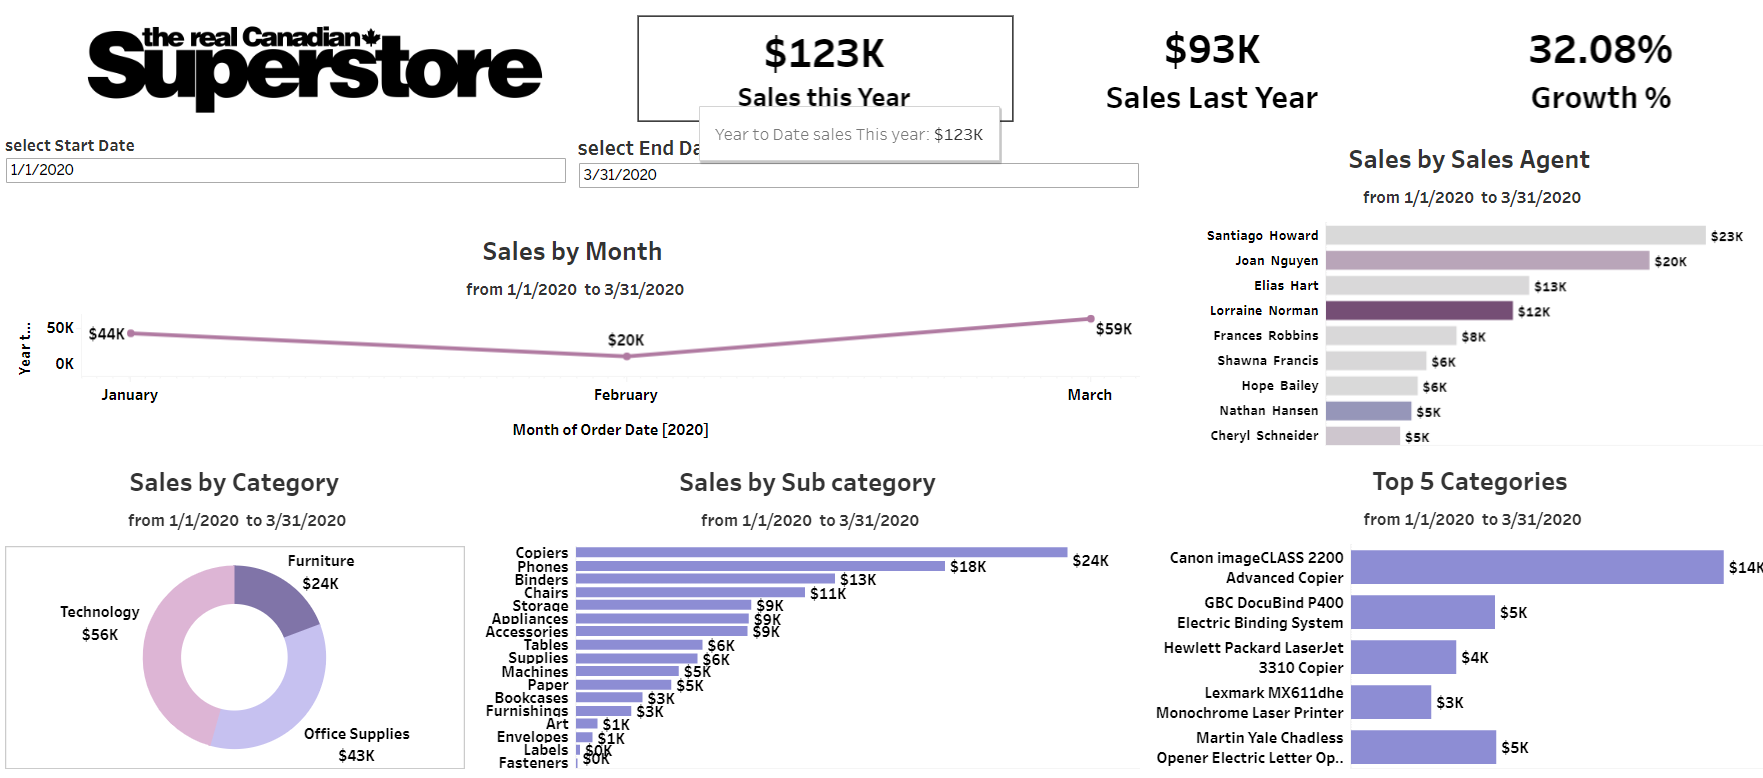 the real Canadian
Superstore
$123K
Sales this Year
$93K
Sales Last Year
32.08%
Growth %
Year to Date sales This year: $123K
select Start Date
1/1/2020
select End Da
3/31/2020
Sales by Month
from 1/1/2020 to 3/31/2020
Year t...
50K
0K
$44K
$20K
$59K
January
February
March
Month of Order Date [2020]
Sales by Sales Agent
from 1/1/2020 to 3/31/2020
Santiago Howard $23K
Joan Nguyen $20K
Elias Hart $13K
Lorraine Norman $12K
Frances Robbins $8K
Shawna Francis $6K
Hope Bailey $6K
Nathan Hansen $5K
Cheryl Schneider $5K
Sales by Category
from 1/1/2020 to 3/31/2020
Furniture
$24K
Technology
$56K
Office Supplies
$43K
Sales by Sub category
from 1/1/2020 to 3/31/2020
Copiers $24K
Phones $18K
Binders $13K
Chairs $11K
Storage $9K
Appliances $9K
Accessories $9K
Tables $6K
Supplies $6K
Machines $5K
Paper $5K
Bookcases $3K
Furnishings $3K
Art $1K
Envelopes $1K
Labels $0K
Fasteners $0K
Top 5 Categories
from 1/1/2020 to 3/31/2020
Canon imageCLASS 2200
Advanced Copier
$14K
GBC DocuBind P400
Electric Binding System
$5K
Hewlett Packard LaserJet
3310 Copier
$4K
Lexmark MX611dhe
Monochrome Laser Printer
$3K
Martin Yale Chadless
Opener Electric Letter Op..
$5K